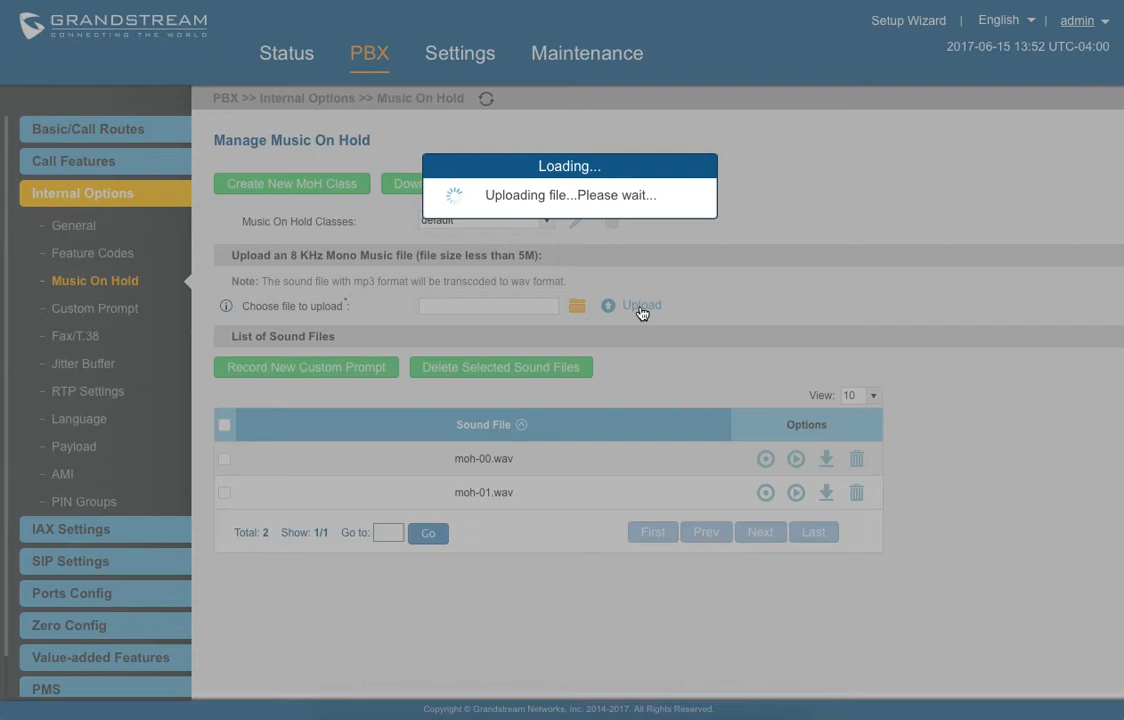 GRANDSTREAM
CONNECTING THE WORLD
Setup Wizard | English | admin
2017-06-15 13:52 UTC-04:00
Status PBX Settings Maintenance
PBX >> Internal Options >> Music On Hold
Basic/Call Routes
Call Features
Internal Options
- General
- Feature Codes
- Music On Hold
- Custom Prompt
- Fax/T.38
- Jitter Buffer
- RTP Settings
- Language
- Payload
- AMI
- PIN Groups
IAX Settings
SIP Settings
Ports Config
Zero Config
Value-added Features
PMS
Manage Music On Hold
Loading...
Uploading file...Please wait...
Create New MoH Class
Music On Hold Classes: default
Upload an 8 KHz Mono Music file (file size less than 5M):
Note: The sound file with mp3 format will be transcoded to wav format.
Choose file to upload*: Upload
List of Sound Files
Record New Custom Prompt Delete Selected Sound Files
View: 10
Sound File Options
moh-00.wav
moh-01.wav
Total: 2 Show: 1/1 Go to: Go First Prev Next Last
Copyright © Grandstream Networks, Inc. 2014-2017. All Rights Reserved.